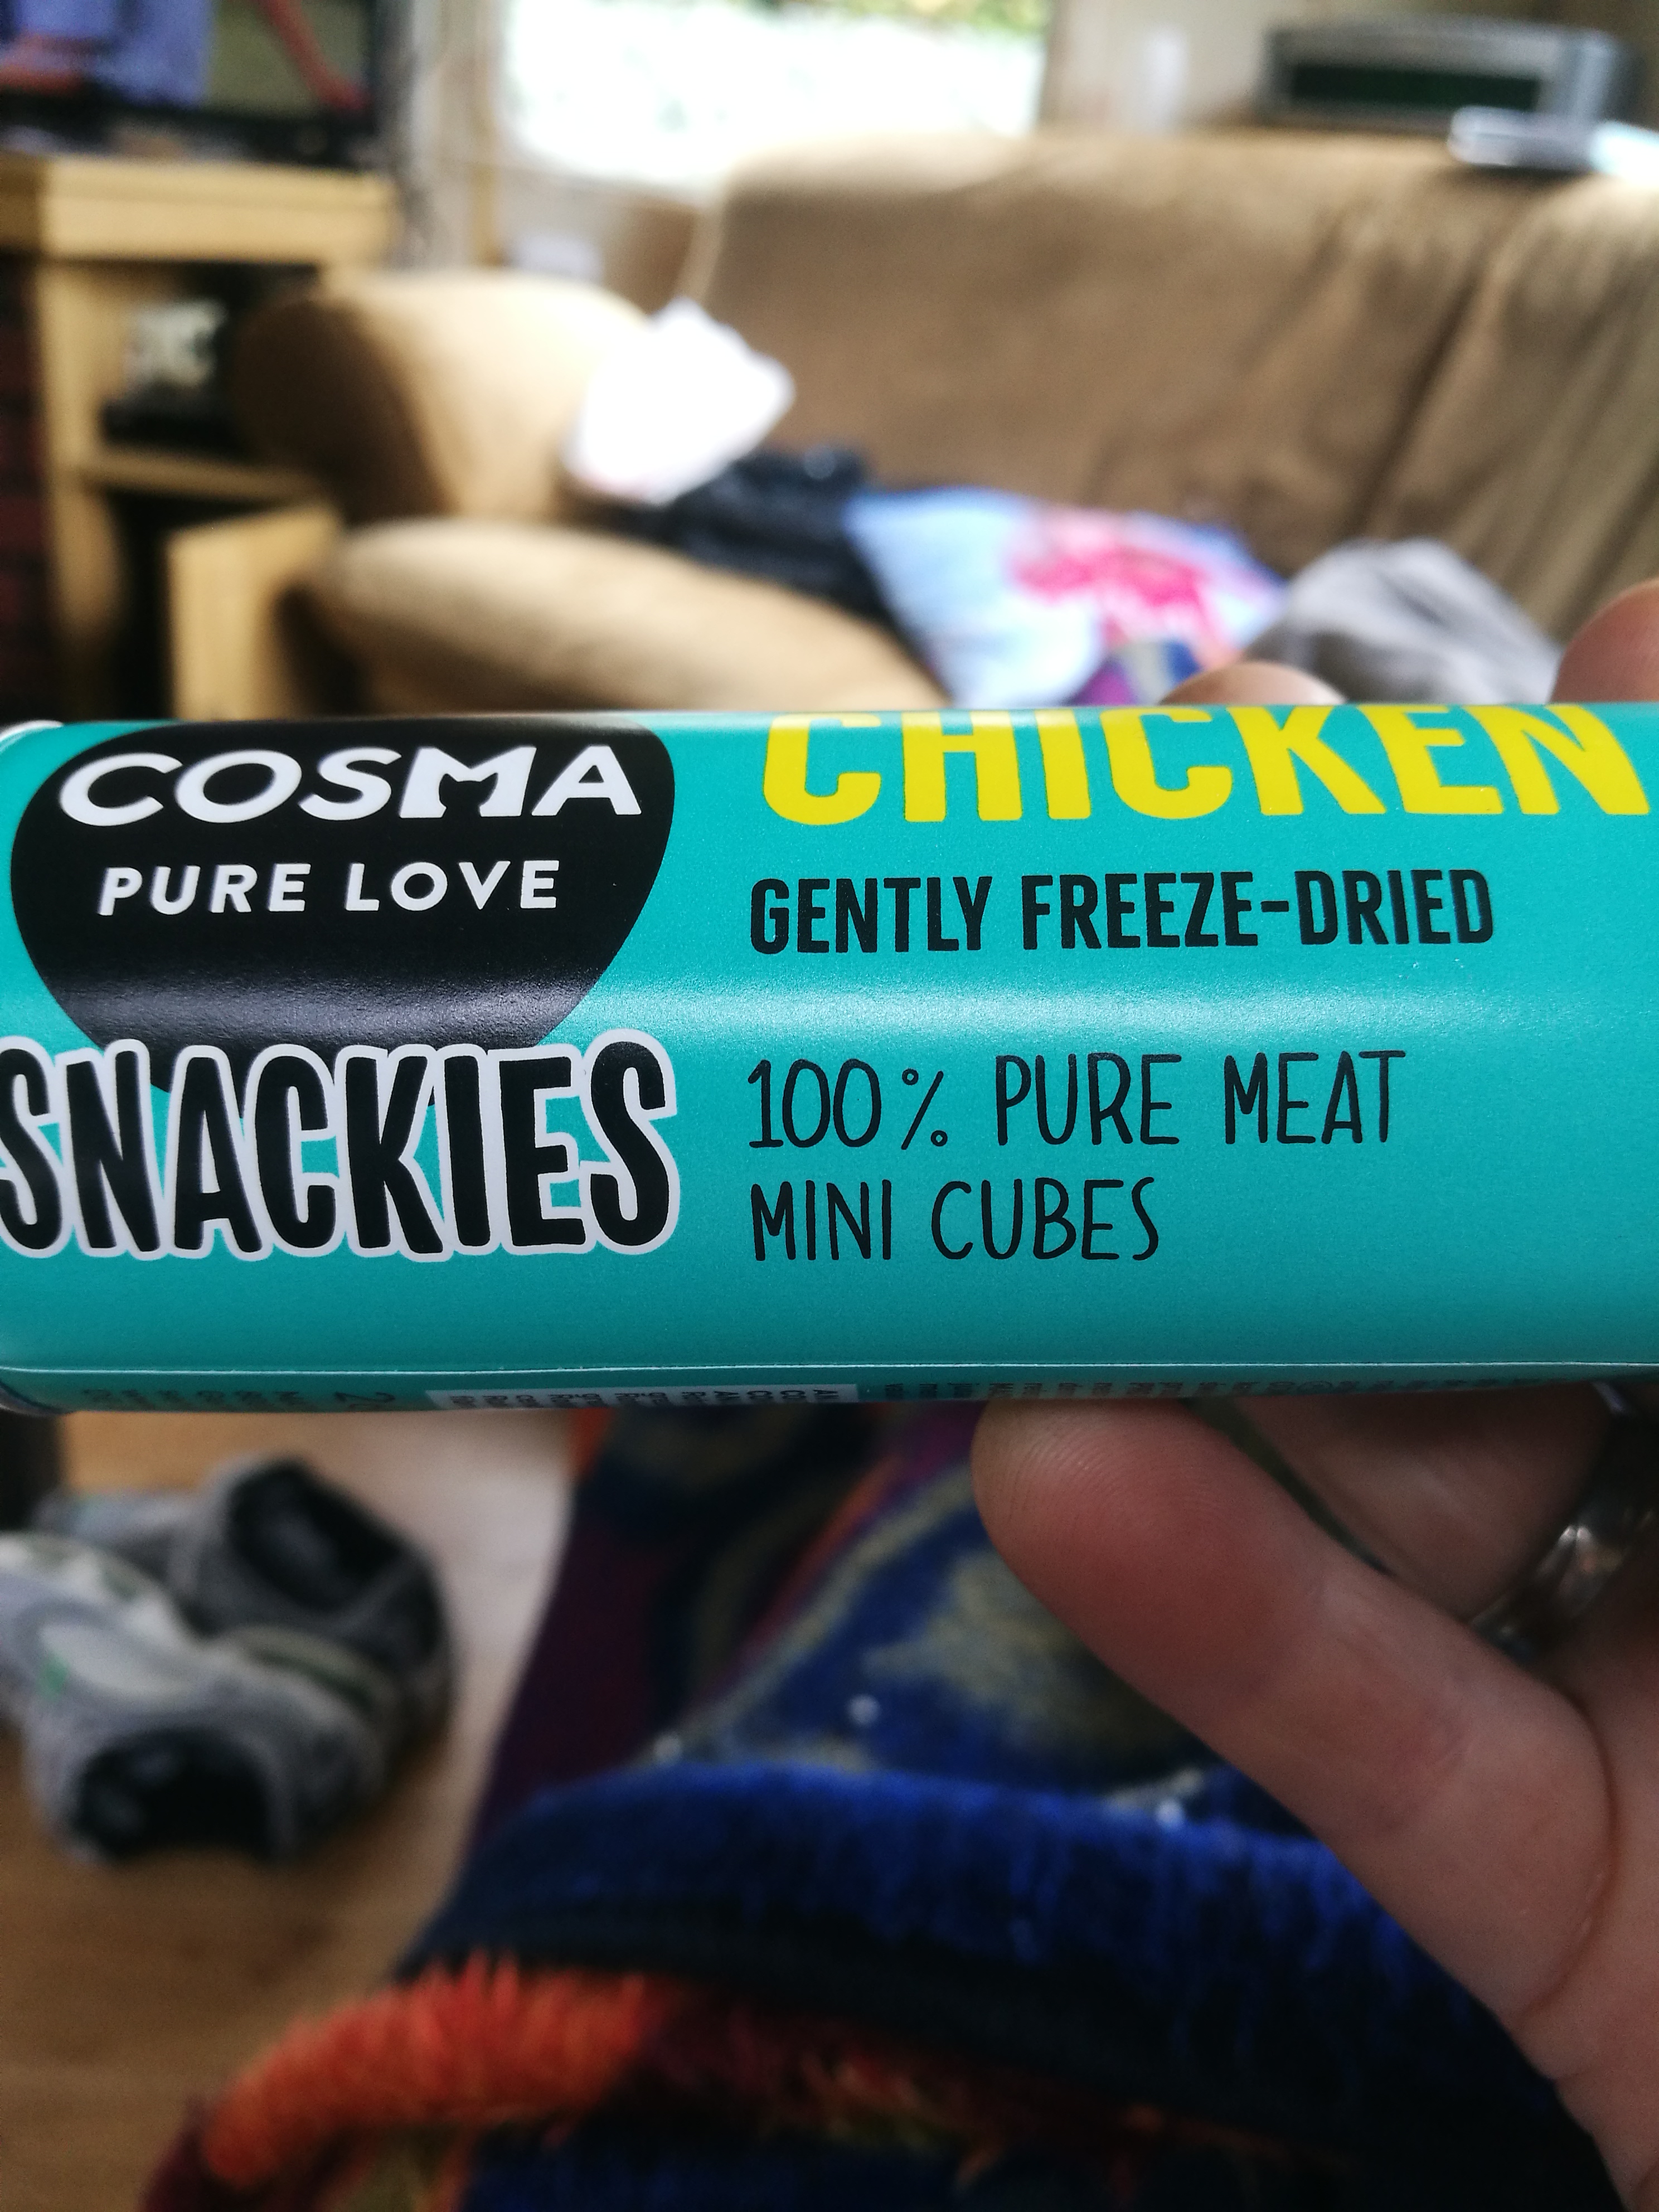 COSMA
PURE LOVE
SNACKIES
CHICKEN
GENTLY FREEZE-DRIED
100% PURE MEAT
MINI CUBES